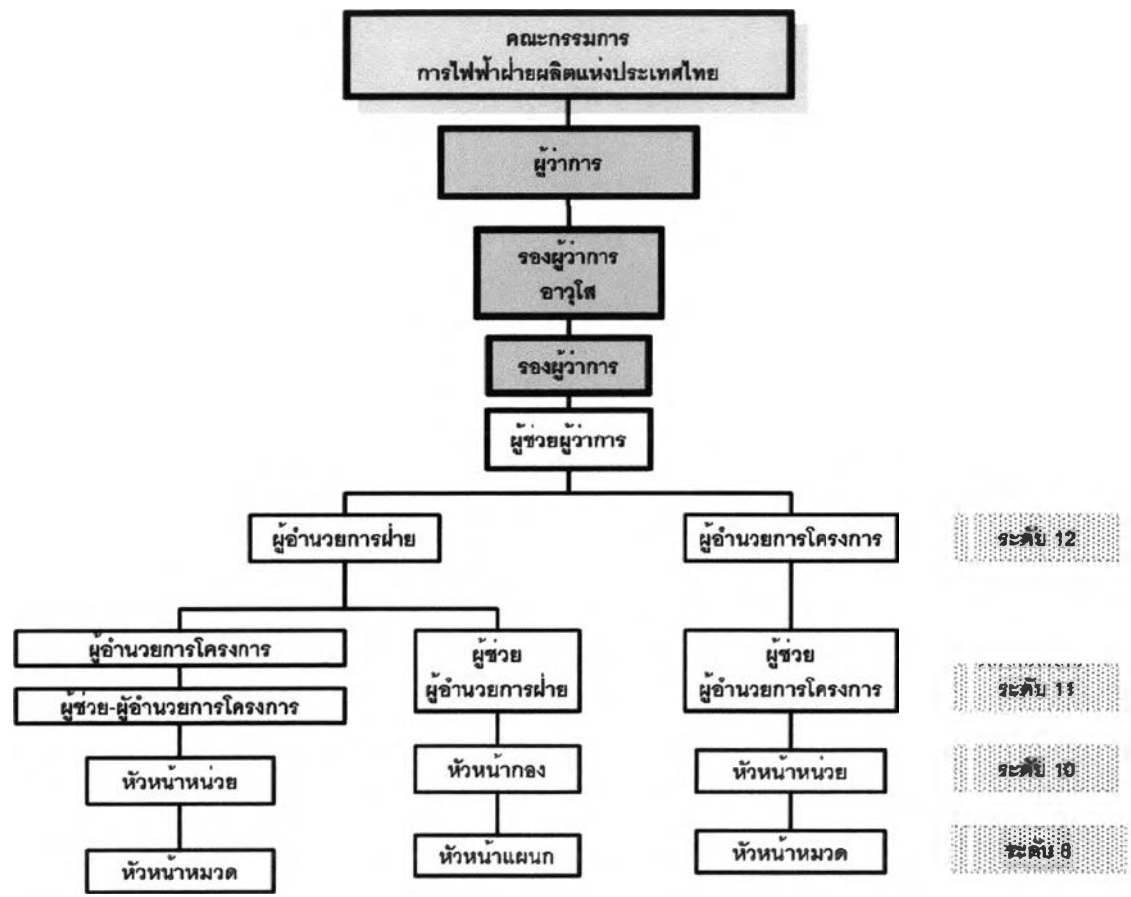 คณะกรรมการ
การไฟฟ้าฝ่ายผลิตแห่งประเทศไทย
ผู้ว่าการ
รองผู้ว่าการ
อาวุโส
รองผู้ว่าการ
ผู้ช่วยผู้ว่าการ
ผู้อำนวยการฝ่าย
ผู้อำนวยการโครงการ
ระดับ 12
ผู้อำนวยการโครงการ
ผู้ช่วย-ผู้อำนวยการโครงการ
ผู้ช่วย
ผู้อำนวยการฝ่าย
ผู้ช่วย
ผู้อำนวยการโครงการ
ระดับ 11
หัวหน้าหน่วย
หัวหน้ากอง
หัวหน้าหน่วย
ระดับ 10
หัวหน้าหมวด
หัวหน้าแผนก
หัวหน้าหมวด
ระดับ 8